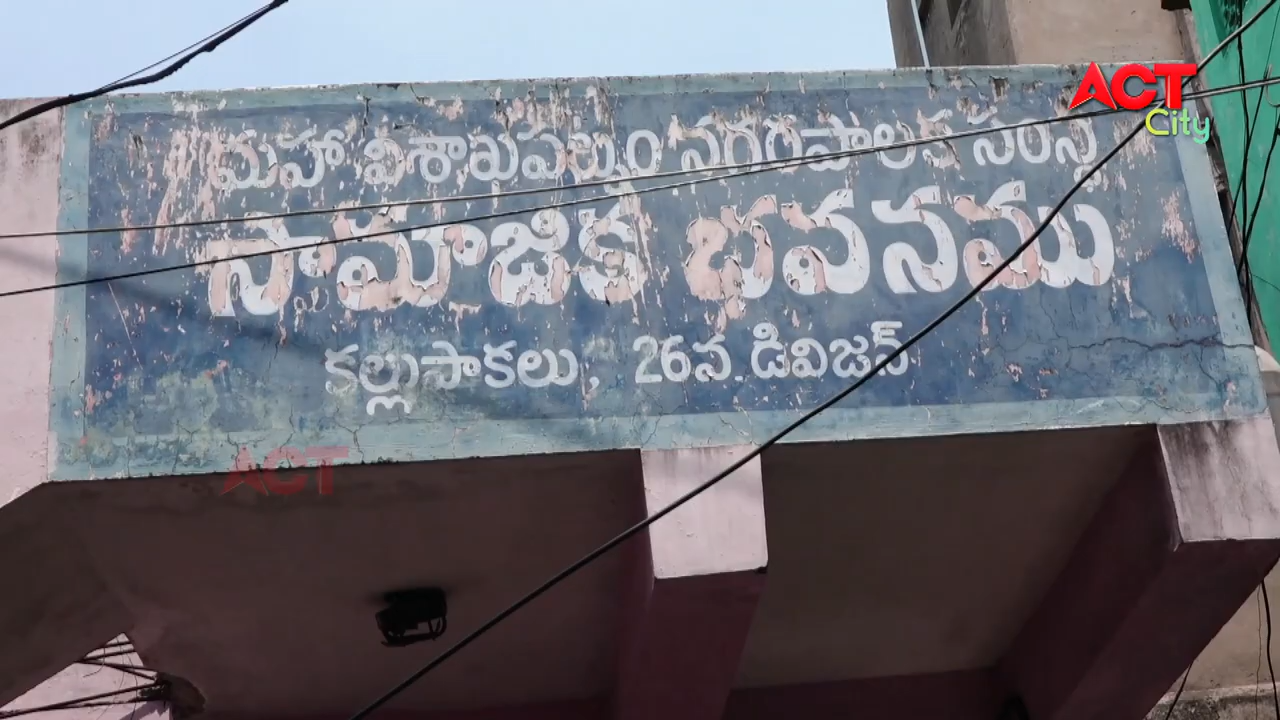 మహా విశాఖపట్నం నగరపాలక సంస్థ
సామాజిక భవనము
కల్లుపాకలు, 26వ డివిజన్
ACT
City
ACT